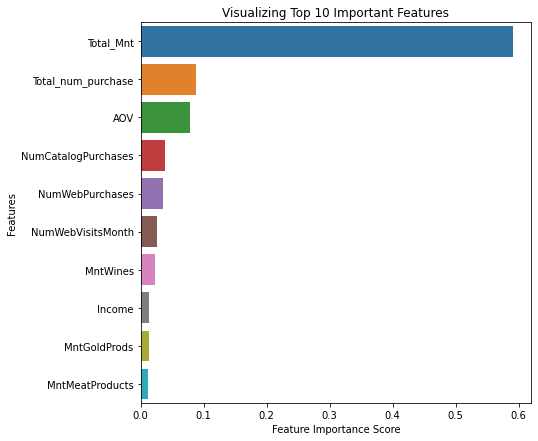 Visualizing Top 10 Important Features
Total_Mnt
Total_num_purchase
AOV
NumCatalogPurchases
NumWebPurchases
NumWebVisitsMonth
MntWines
Income
MntGoldProds
MntMeatProducts
Features
0.0 0.1 0.2 0.3 0.4 0.5 0.6
Feature Importance Score